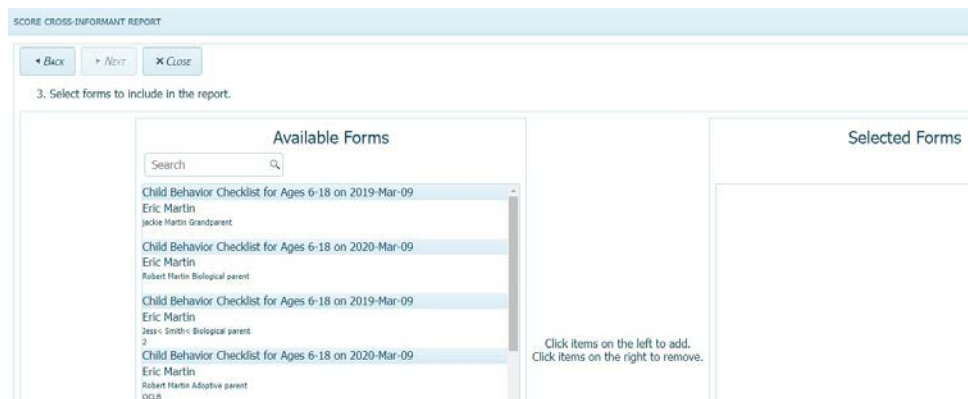 SCORE CROSS-INFORMANT REPORT
BACK NEXT CLOSE
3. Select forms to include in the report.
Available Forms
Search
Child Behavior Checklist for Ages 6-18 on 2019-Mar-09
Eric Martin
jackie Martin Grandparent
Child Behavior Checklist for Ages 6-18 on 2020-Mar-09
Eric Martin
Robert Martin Biological parent
Child Behavior Checklist for Ages 6-18 on 2019-Mar-09
Eric Martin
Jess< Smith< Biological parent
2
Child Behavior Checklist for Ages 6-18 on 2020-Mar-09
Eric Martin
Robert Martin Adoptive parent
OCLB
Click items on the left to add.
Click items on the right to remove.
Selected Forms